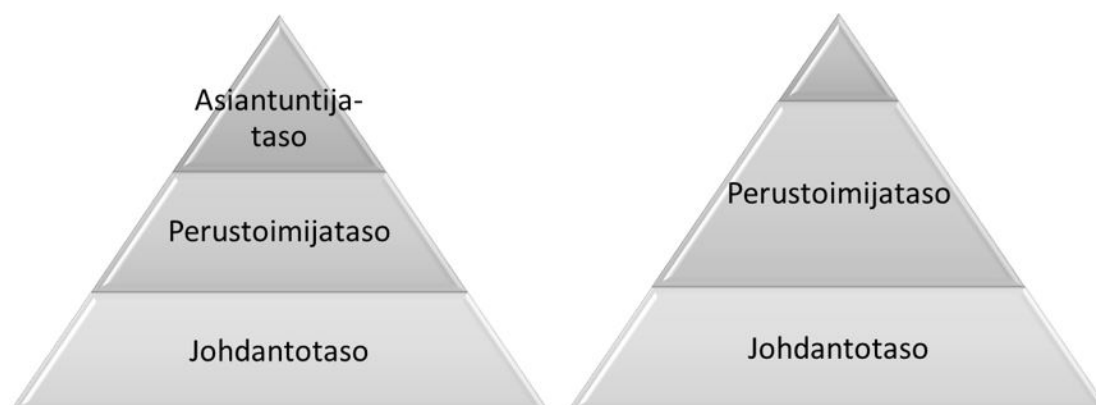 Asiantuntija-
taso
Perustoimijataso
Johdantotaso
Perustoimijataso
Johdantotaso